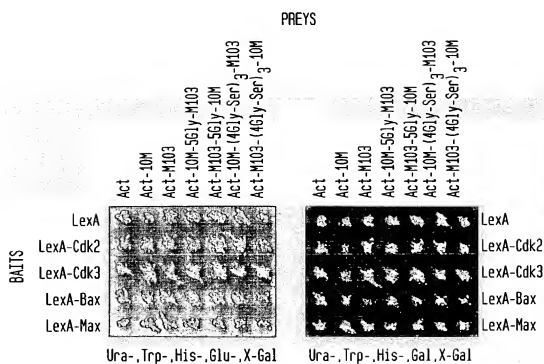 PREYS
Act
Act-10M
Act-M103
Act-10M-5Gly-M103
Act-M103-5Gly-10M
Act-10M-(4Gly-Ser)3-M103
Act-M103-(4Gly-Ser)3-10M
Act
Act-10M
Act-M103
Act-10M-5Gly-M103
Act-M103-5Gly-10M
Act-10M-(4Gly-Ser)3-M103
Act-M103-(4Gly-Ser)3-10M
BAITS
LexA
LexA-Cdk2
LexA-Cdk3
LexA-Bax
LexA-Max
LexA
LexA-Cdk2
LexA-Cdk3
LexA-Bax
LexA-Max
Ura-,Trp-,His-,Glu-,X-Gal
Ura-,Trp-,His-,Gal,X-Gal